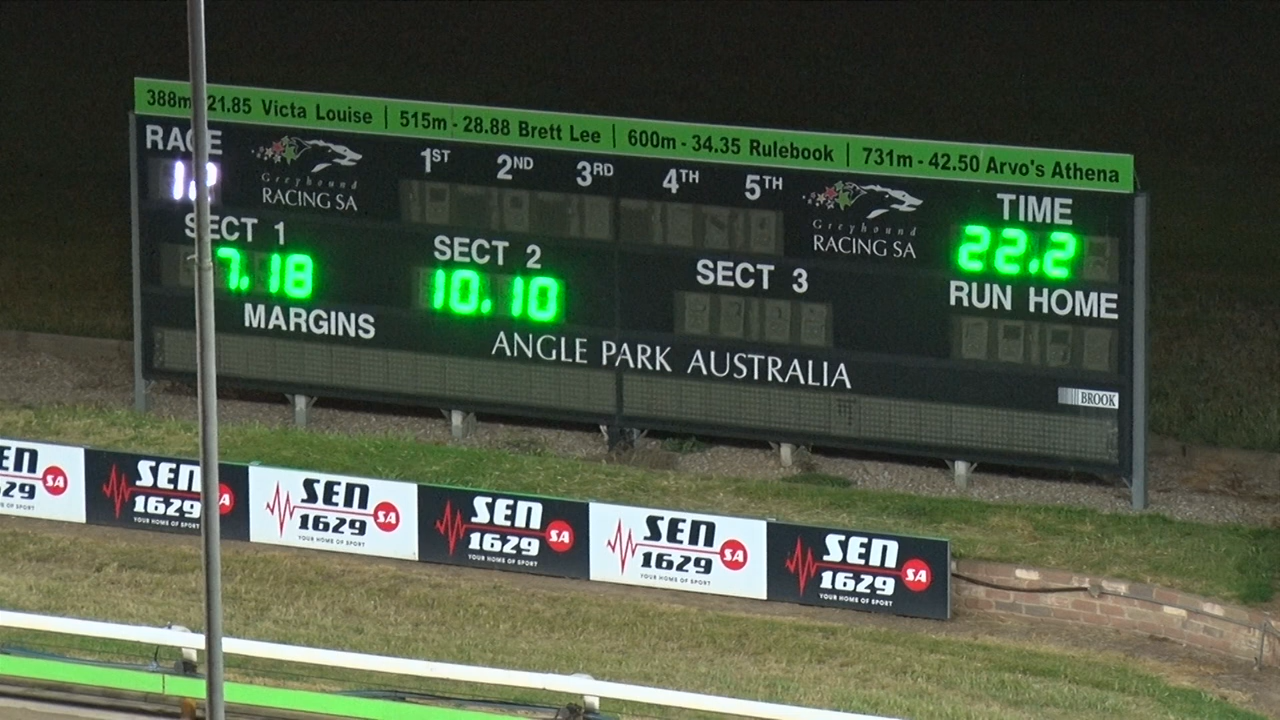 388m 21.85 Victa Louise | 515m - 28.88 Brett Lee | 600m - 34.35 Rulebook | 731m - 42.50 Arvo's Athena
RACE
Greyhound
RACING SA
1ST 2ND 3RD 4TH 5TH
Greyhound
RACING SA
TIME
22.2
SECT 1
7.18
SECT 2
10.10
SECT 3
RUN HOME
MARGINS
ANGLE PARK AUSTRALIA
BROOK
SEN SA
1629
YOUR HOME OF SPORT
SEN SA
1629
YOUR HOME OF SPORT
SEN SA
1629
YOUR HOME OF SPORT
SEN SA
1629
YOUR HOME OF SPORT
SEN SA
1629
YOUR HOME OF SPORT